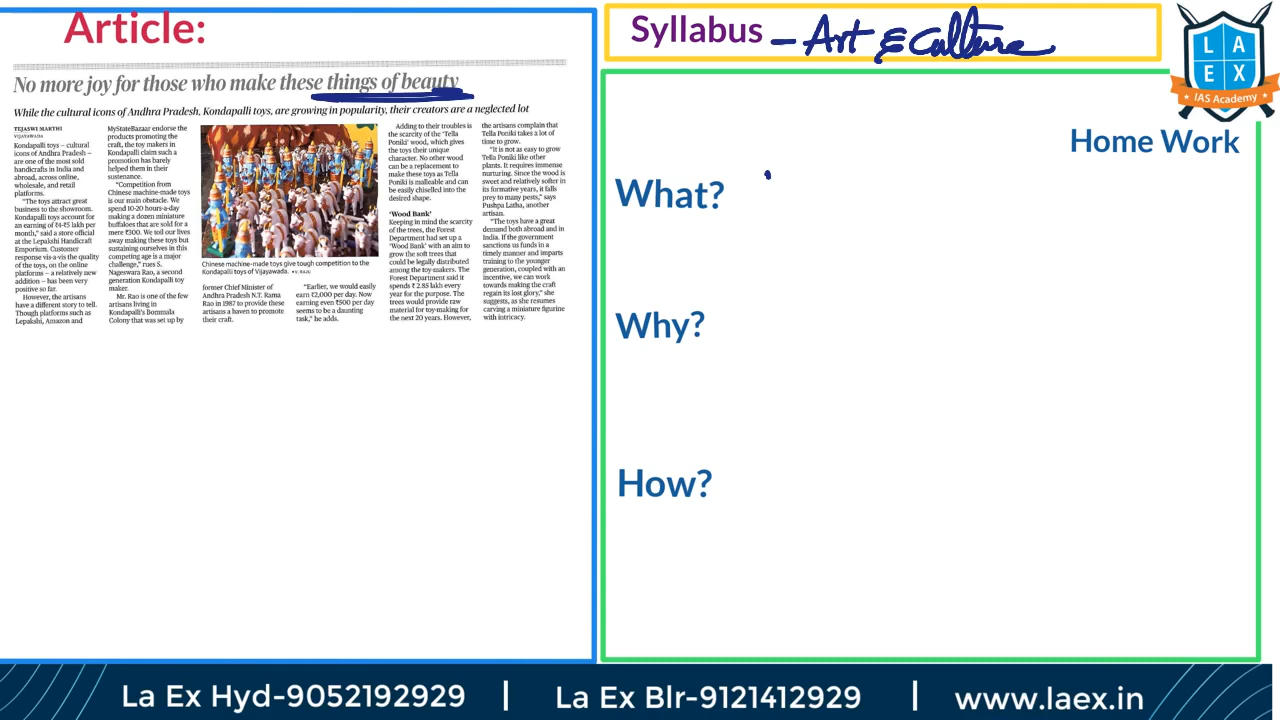 Article:
No more joy for those who make these things of beauty
While the cultural icons of Andhra Pradesh, Kondapalli toys, are growing in popularity, their creators are a neglected lot
TEJASWI MARTHI
VIJAYAWADA
Kondapalli toys – cultural
icons of Andhra Pradesh –
are one of the most sold
handicrafts in India and
abroad, across online,
wholesale, and retail
platforms.
"The toys attract great
business to the showroom.
Kondapalli toys account for
an earning of ₹4-₹5 lakh per
month," said a store official
at the Lepakshi Handicraft
Emporium. Customer
response vis-a-vis the quality
of the toys, on the online
platforms – a relatively new
addition – has been very
positive so far.
However, the artisans
have a different story to tell.
Though platforms such as
Lepakshi, Amazon and
MyStateBazaar endorse the
products promoting the
craft, the toy makers in
Kondapalli claim such a
promotion has barely
helped them in their
sustenance.
"Competition from
Chinese machine-made toys
is our main obstacle. We
spend 10-20 hours-a-day
making a dozen miniature
buffaloes that are sold for a
mere ₹300. We toil our lives
away making these toys but
sustaining ourselves in this
competing age is a major
challenge," rues S.
Nageswara Rao, a second
generation Kondapalli toy
maker.
Mr. Rao is one of the few
artisans living in
Kondapalli's Bommala
Colony that was set up by
Chinese machine-made toys give tough competition to the
Kondapalli toys of Vijayawada. • V. RAJU
former Chief Minister of
Andhra Pradesh N.T. Rama
Rao in 1987 to provide these
artisans a haven to promote
their craft.
"Earlier, we would easily
earn ₹2,000 per day. Now
earning even ₹500 per day
seems to be a daunting
task," he adds.
Adding to their troubles is
the scarcity of the 'Tella
Poniki' wood, which gives
the toys their unique
character. No other wood
can be a replacement to
make these toys as Tella
Poniki is malleable and can
be easily chiselled into the
desired shape.
'Wood Bank'
Keeping in mind the scarcity
of the trees, the Forest
Department had set up a
'Wood Bank' with an aim to
grow the soft trees that
could be legally distributed
among the toy-makers. The
Forest Department said it
spends ₹ 2.85 lakh every
year for the purpose. The
trees would provide raw
material for toy-making for
the next 20 years. However,
the artisans complain that
Tella Poniki takes a lot of
time to grow.
"It is not as easy to grow
Tella Poniki like other
plants. It requires immense
nurturing. Since the wood is
sweet and relatively softer in
its formative years, it falls
prey to many pests," says
Pushpa Latha, another
artisan.
"The toys have a great
demand both abroad and in
India. If the government
sanctions us funds in a
timely manner and imparts
training to the younger
generation, coupled with an
incentive, we can work
towards making the craft
regain its lost glory," she
suggests, as she resumes
carving a miniature figurine
with intricacy.
Syllabus – Art & Culture
LA
EX
IAS Academy
Home Work
What?
Why?
How?
La Ex Hyd-9052192929 | La Ex Blr-9121412929 | www.laex.in